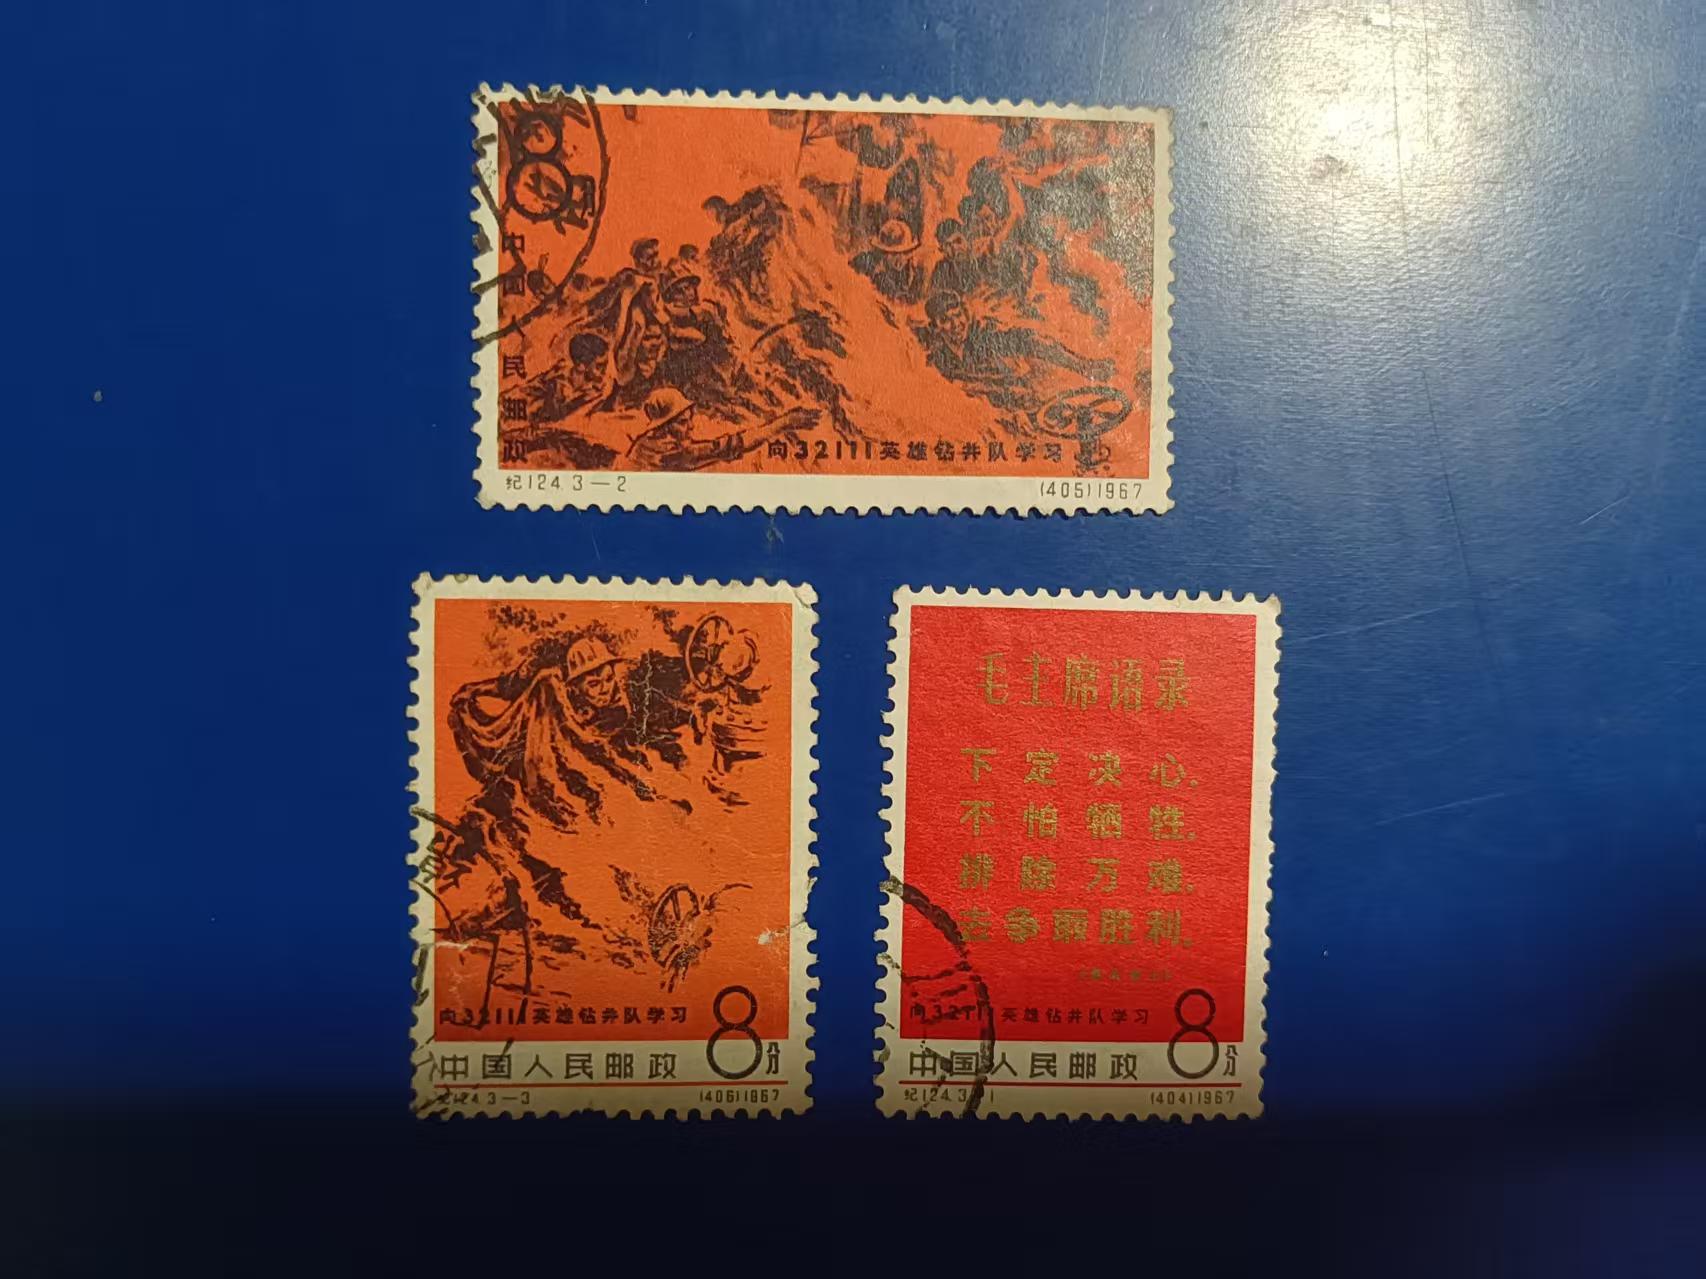 8分
中国人民邮政
向32111英雄钻井队学习
纪124.3-2
(405)1967
向32111英雄钻井队学习
8分
中国人民邮政
纪124.3-3
(406)1967
毛主席语录
下定决心,
不怕牺牲,
排除万难,
去争取胜利。
向32111英雄钻井队学习
8分
中国人民邮政
纪124.3-1
(404)1967